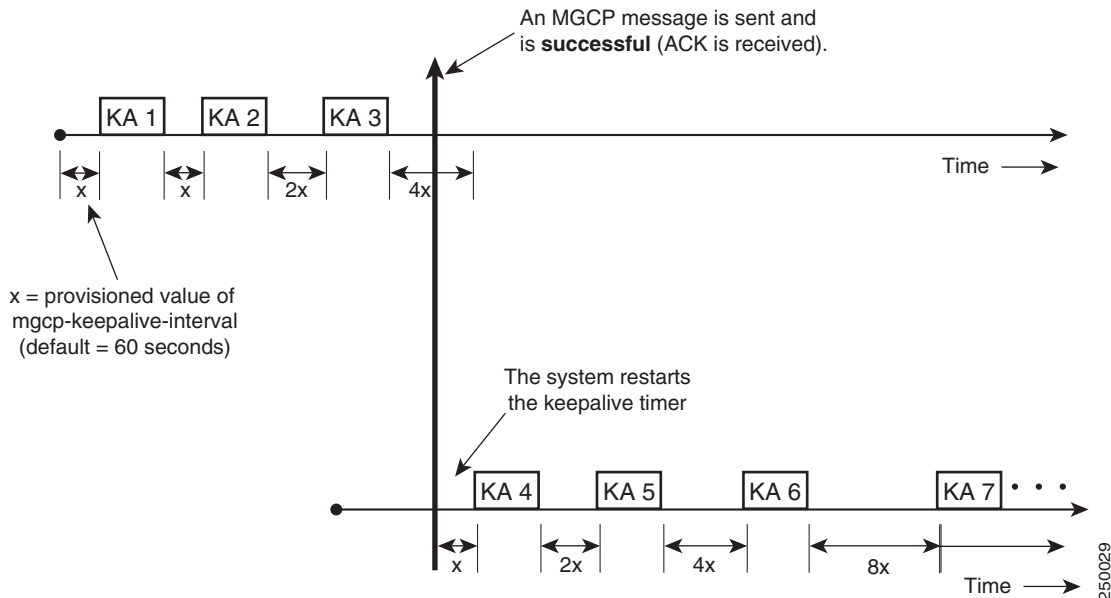 An MGCP message is sent and
is successful (ACK is received).
KA 1
KA 2
KA 3
Time
x
x
2x
4x
x = provisioned value of
mgcp-keepalive-interval
(default = 60 seconds)
The system restarts
the keepalive timer
KA 4
KA 5
KA 6
KA 7 • • •
x
2x
4x
8x
Time
250029